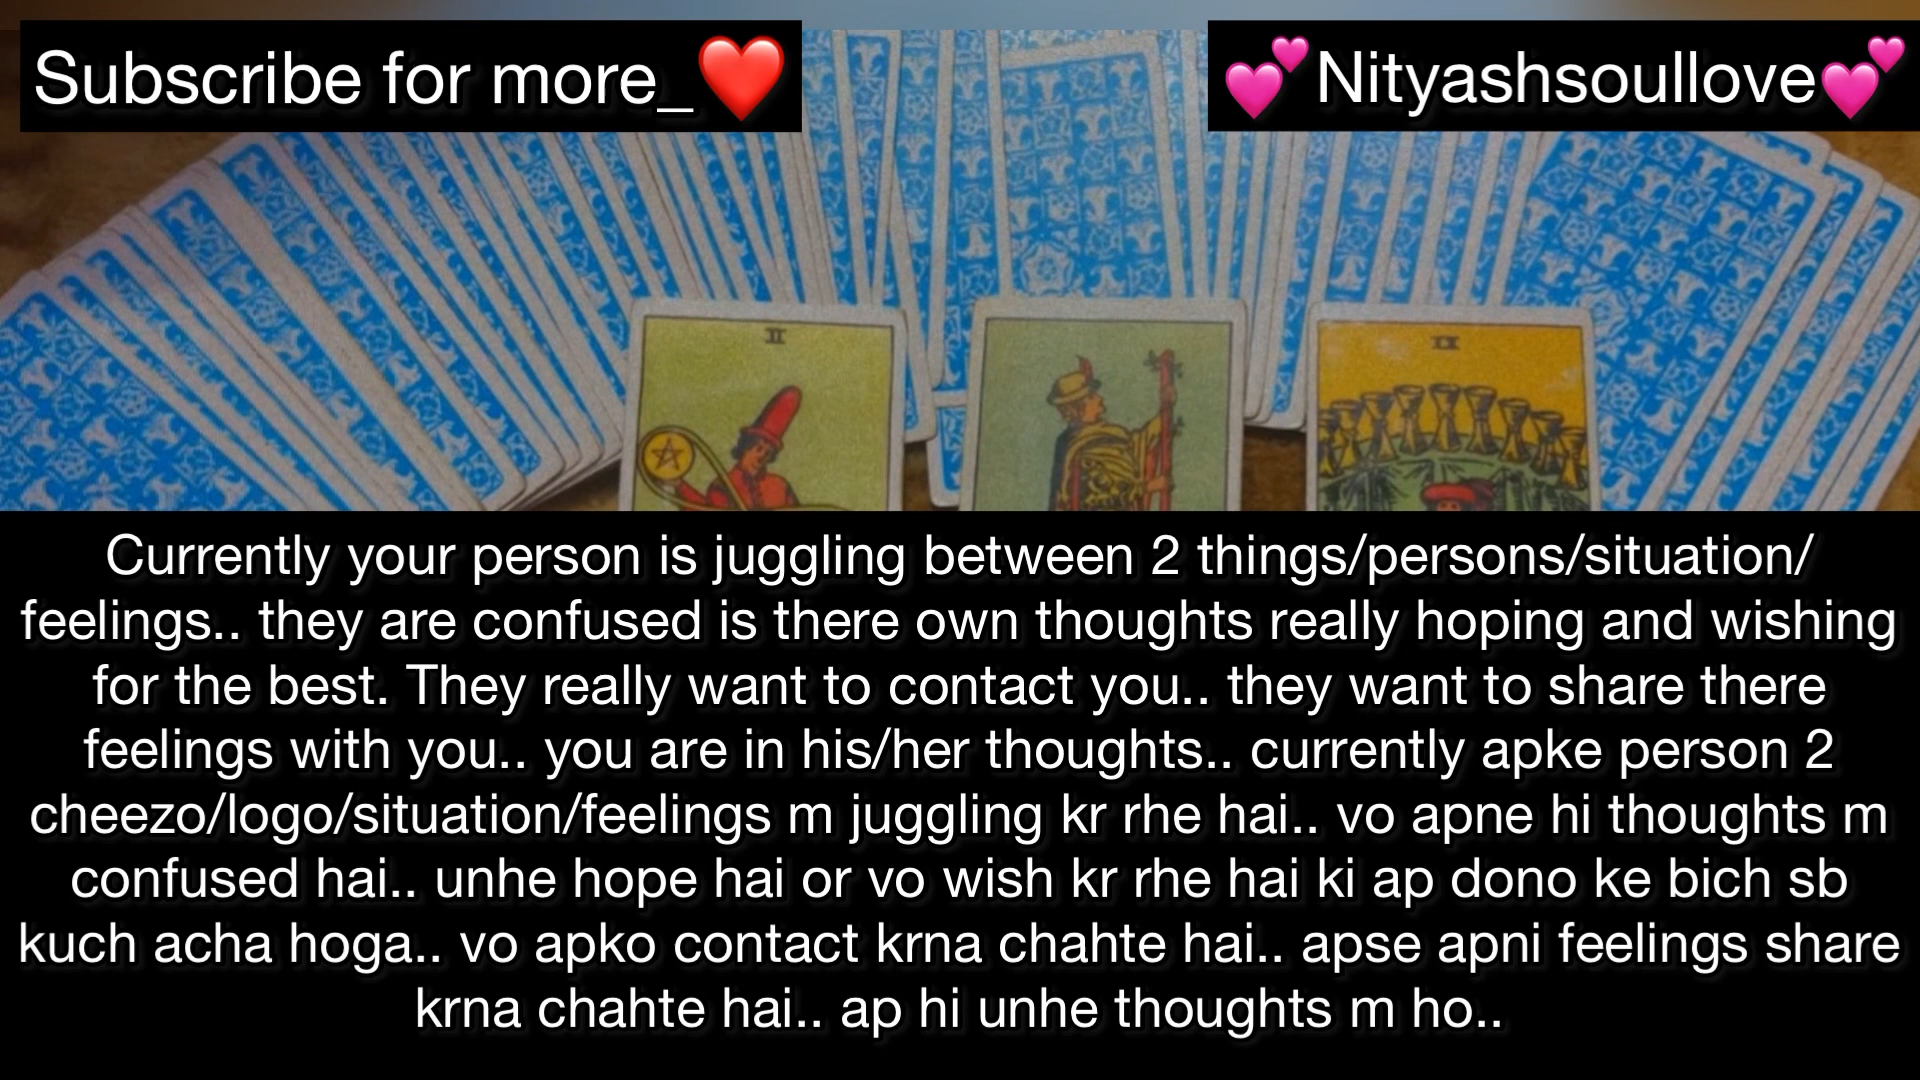 Subscribe for more_❤️
💕Nityashsoullove💕
II
II
Currently your person is juggling between 2 things/persons/situation/
feelings.. they are confused is there own thoughts really hoping and wishing
for the best. They really want to contact you.. they want to share there
feelings with you.. you are in his/her thoughts.. currently apke person 2
cheezo/logo/situation/feelings m juggling kr rhe hai.. vo apne hi thoughts m
confused hai.. unhe hope hai or vo wish kr rhe hai ki ap dono ke bich sb
kuch acha hoga.. vo apko contact krna chahte hai.. apse apni feelings share
krna chahte hai.. ap hi unhe thoughts m ho..